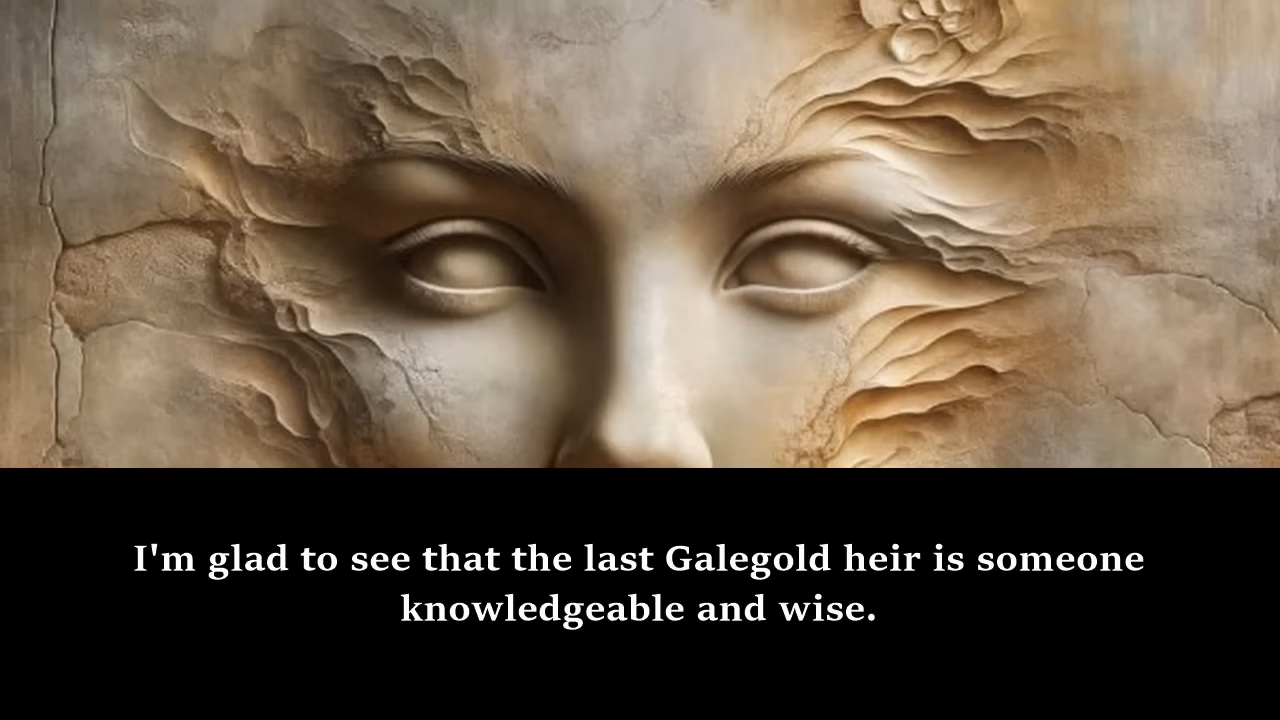 I'm glad to see that the last Galegold heir is someone
knowledgeable and wise.